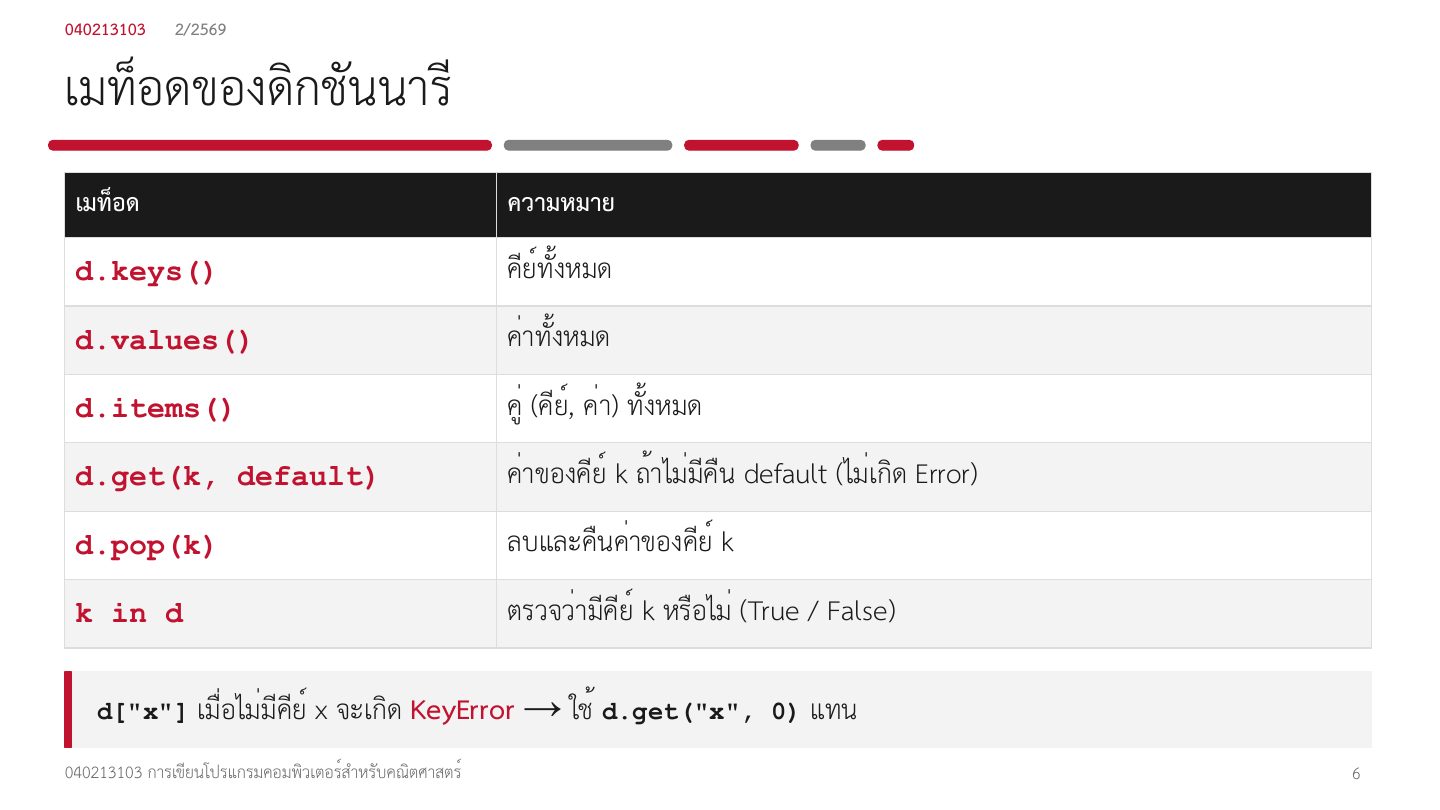 040213103 2/2569
เมท็อดของดิกชันนารี
เมท็อด ความหมาย
d.keys() คีย์ทั้งหมด
d.values() ค่าทั้งหมด
d.items() คู่ (คีย์, ค่า) ทั้งหมด
d.get(k, default) ค่าของคีย์ k ถ้าไม่มีคืน default (ไม่เกิด Error)
d.pop(k) ลบและคืนค่าของคีย์ k
k in d ตรวจว่ามีคีย์ k หรือไม่ (True / False)
d["x"] เมื่อไม่มีคีย์ x จะเกิด KeyError → ใช้ d.get("x", 0) แทน
040213103 การเขียนโปรแกรมคอมพิวเตอร์สำหรับคณิตศาสตร์ 6